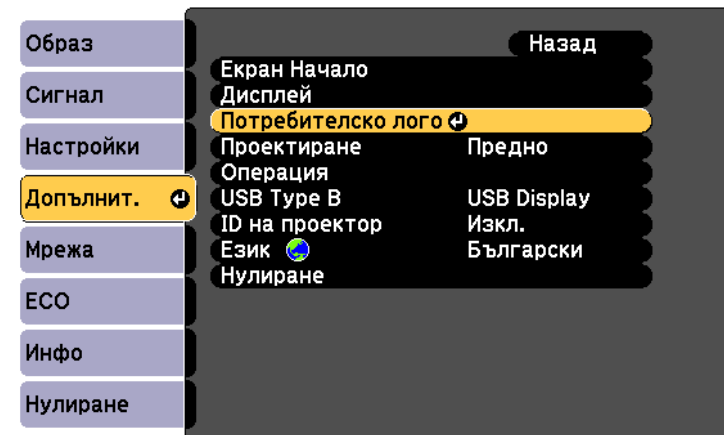 Образ
Сигнал
Настройки
Допълнит.
Мрежа
ECO
Инфо
Нулиране
Назад
Екран Начало
Дисплей
Потребителско лого
Проектиране Предно
Операция
USB Type B USB Display
ID на проектор Изкл.
Език Български
Нулиране